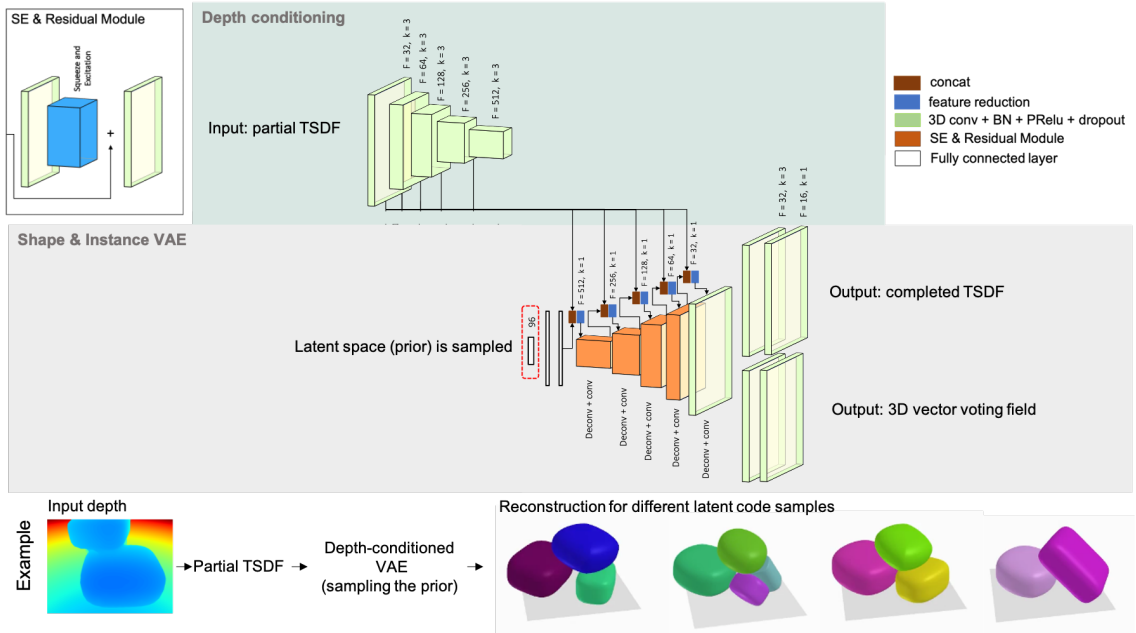 SE & Residual Module
Squeeze and
Excitation
+
Depth conditioning
F = 32, k = 3
F = 64, k = 3
F = 128, k = 3
F = 256, k = 3
F = 512, k = 3
Input: partial TSDF
concat
feature reduction
3D conv + BN + PRelu + dropout
SE & Residual Module
Fully connected layer
Shape & Instance VAE
F = 512, k = 1
F = 256, k = 1
F = 128, k = 1
F = 64, k = 1
F = 32, k = 1
F = 32, k = 3
F = 16, k = 1
96
Latent space (prior) is sampled
Deconv + conv
Deconv + conv
Deconv + conv
Deconv + conv
Deconv + conv
Output: completed TSDF
Output: 3D vector voting field
Example
Input depth
Partial TSDF
Depth-conditioned
VAE
(sampling the prior)
Reconstruction for different latent code samples